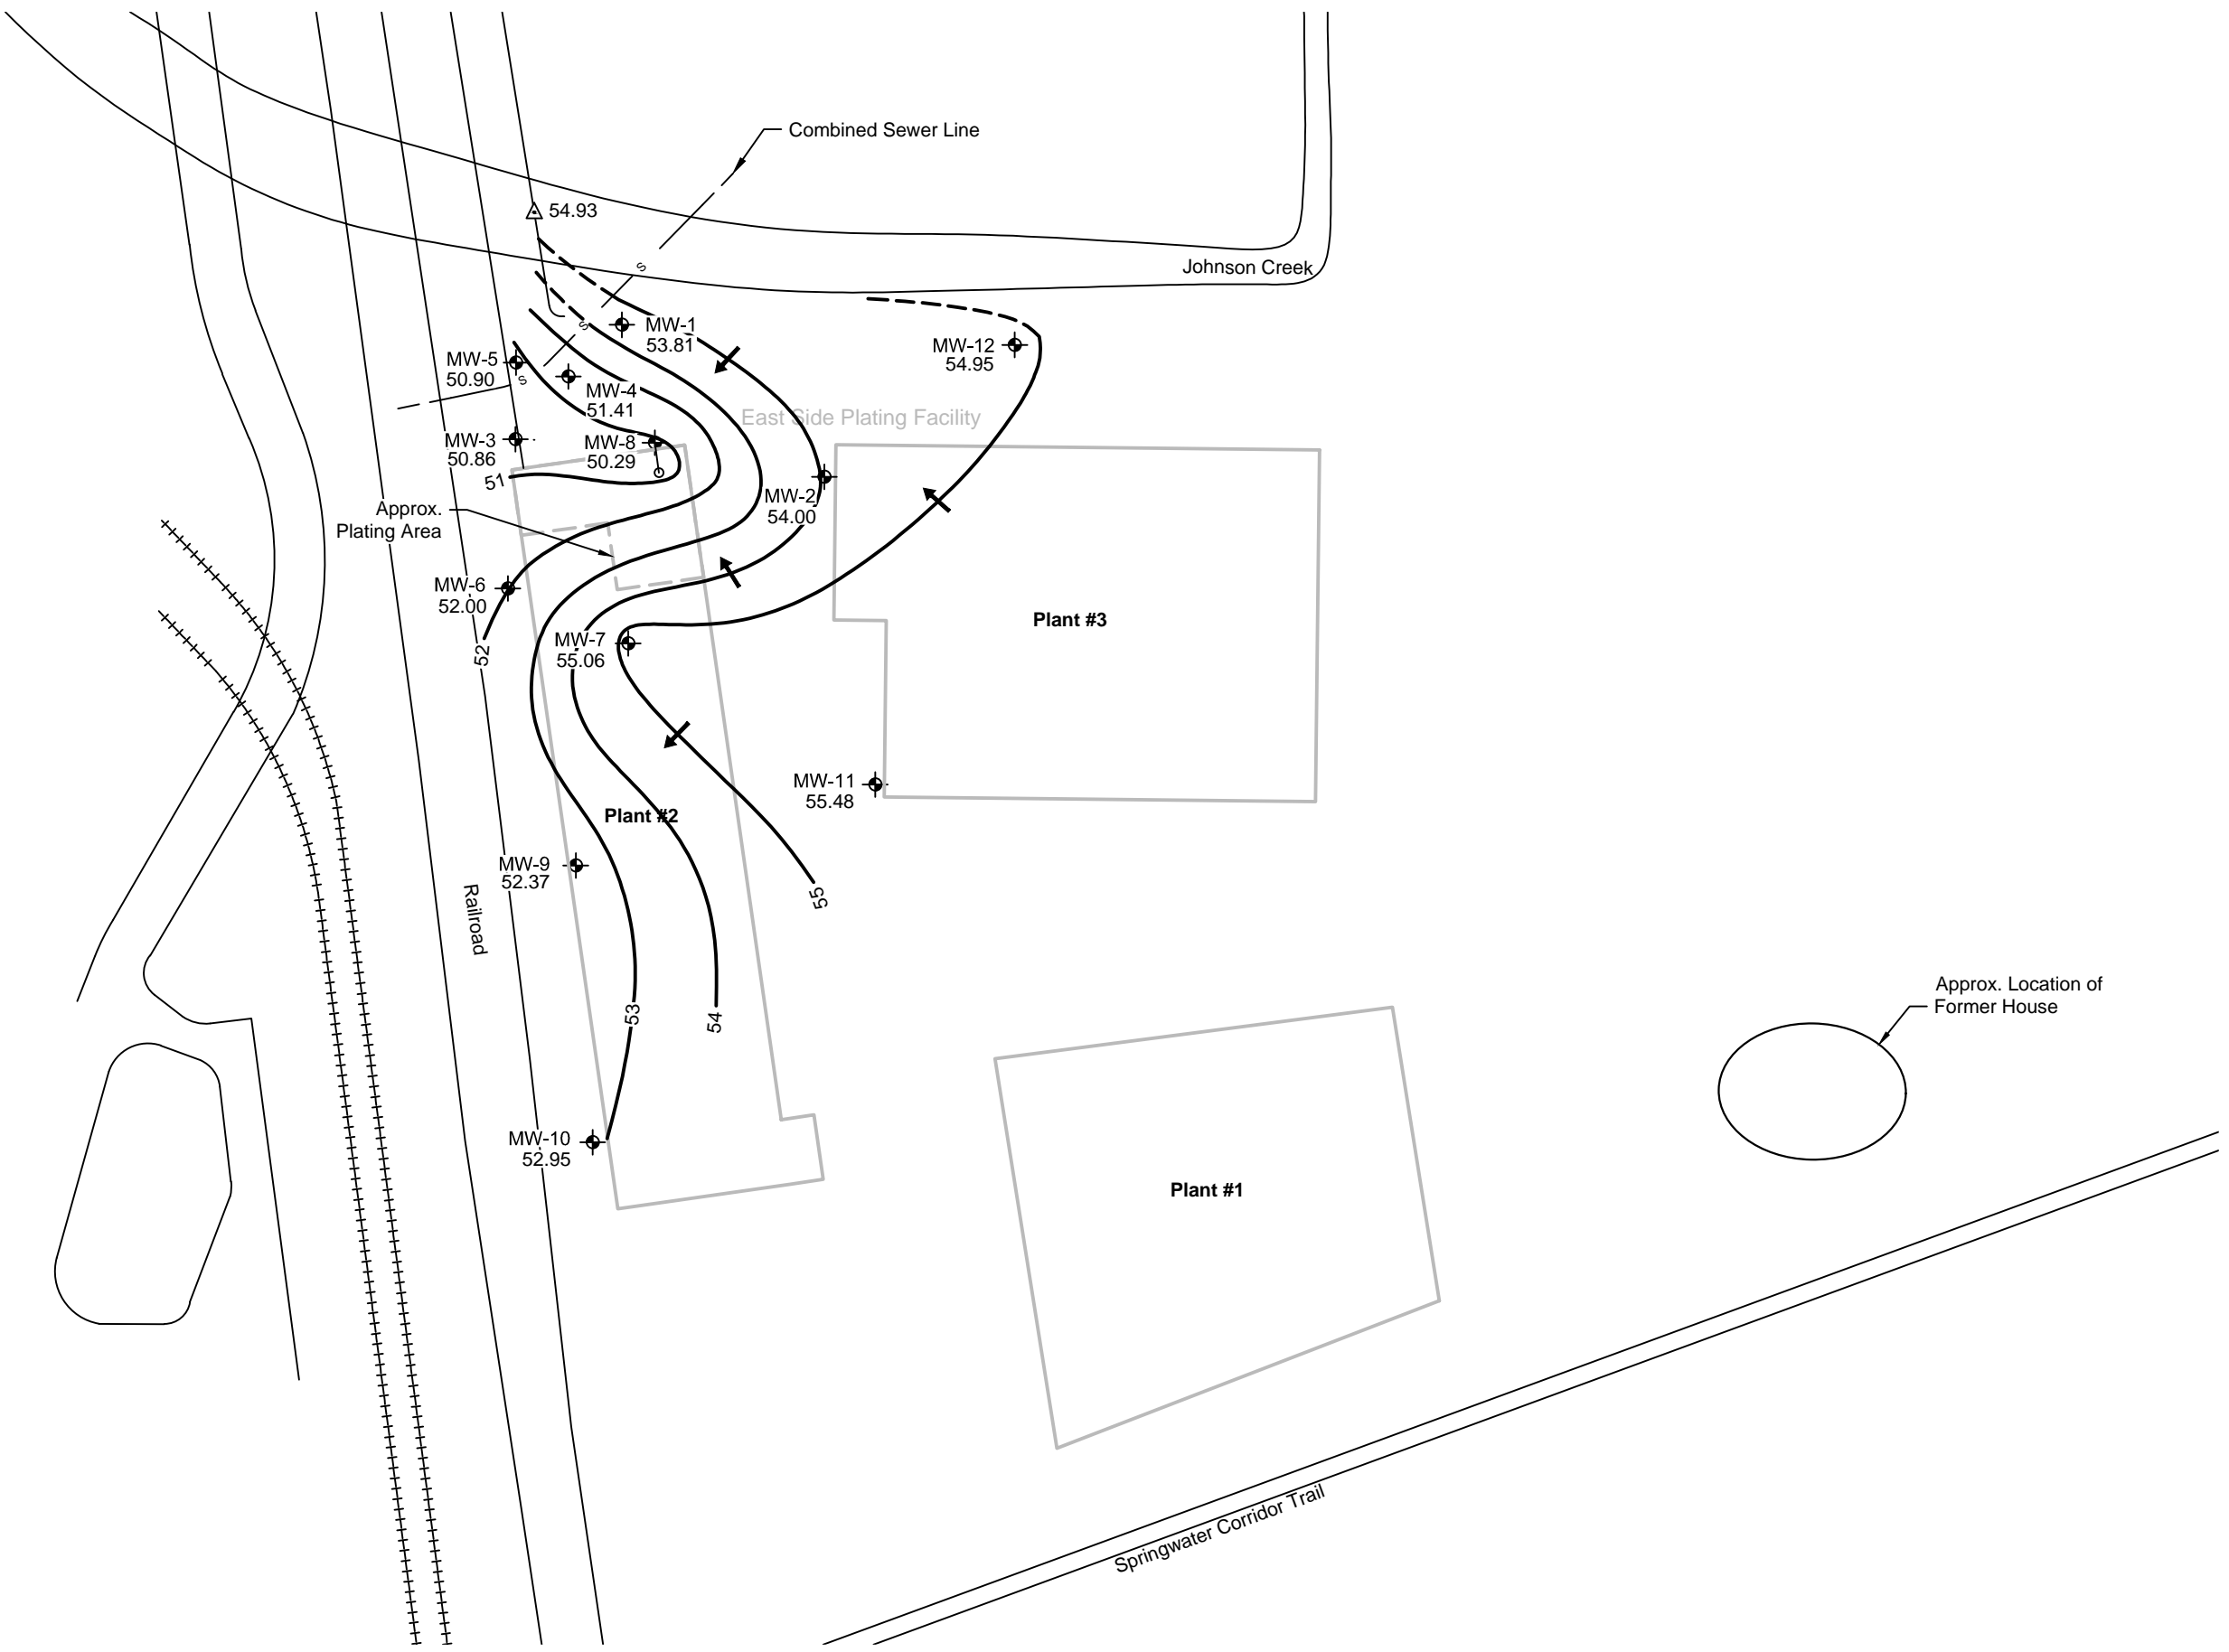 Combined Sewer Line
54.93
S
Johnson Creek
MW-1
53.81
S
MW-12
54.95
MW-5
50.90
S
MW-4
51.41
East Side Plating Facility
MW-3
50.86
MW-8
50.29
51
MW-2
54.00
Approx.
Plating Area
MW-6
52.00
52
MW-7
55.06
Plant #3
MW-11
55.48
Plant #2
MW-9
52.37
55
Railroad
53
54
Approx. Location of
Former House
MW-10
52.95
Plant #1
Springwater Corridor Trail